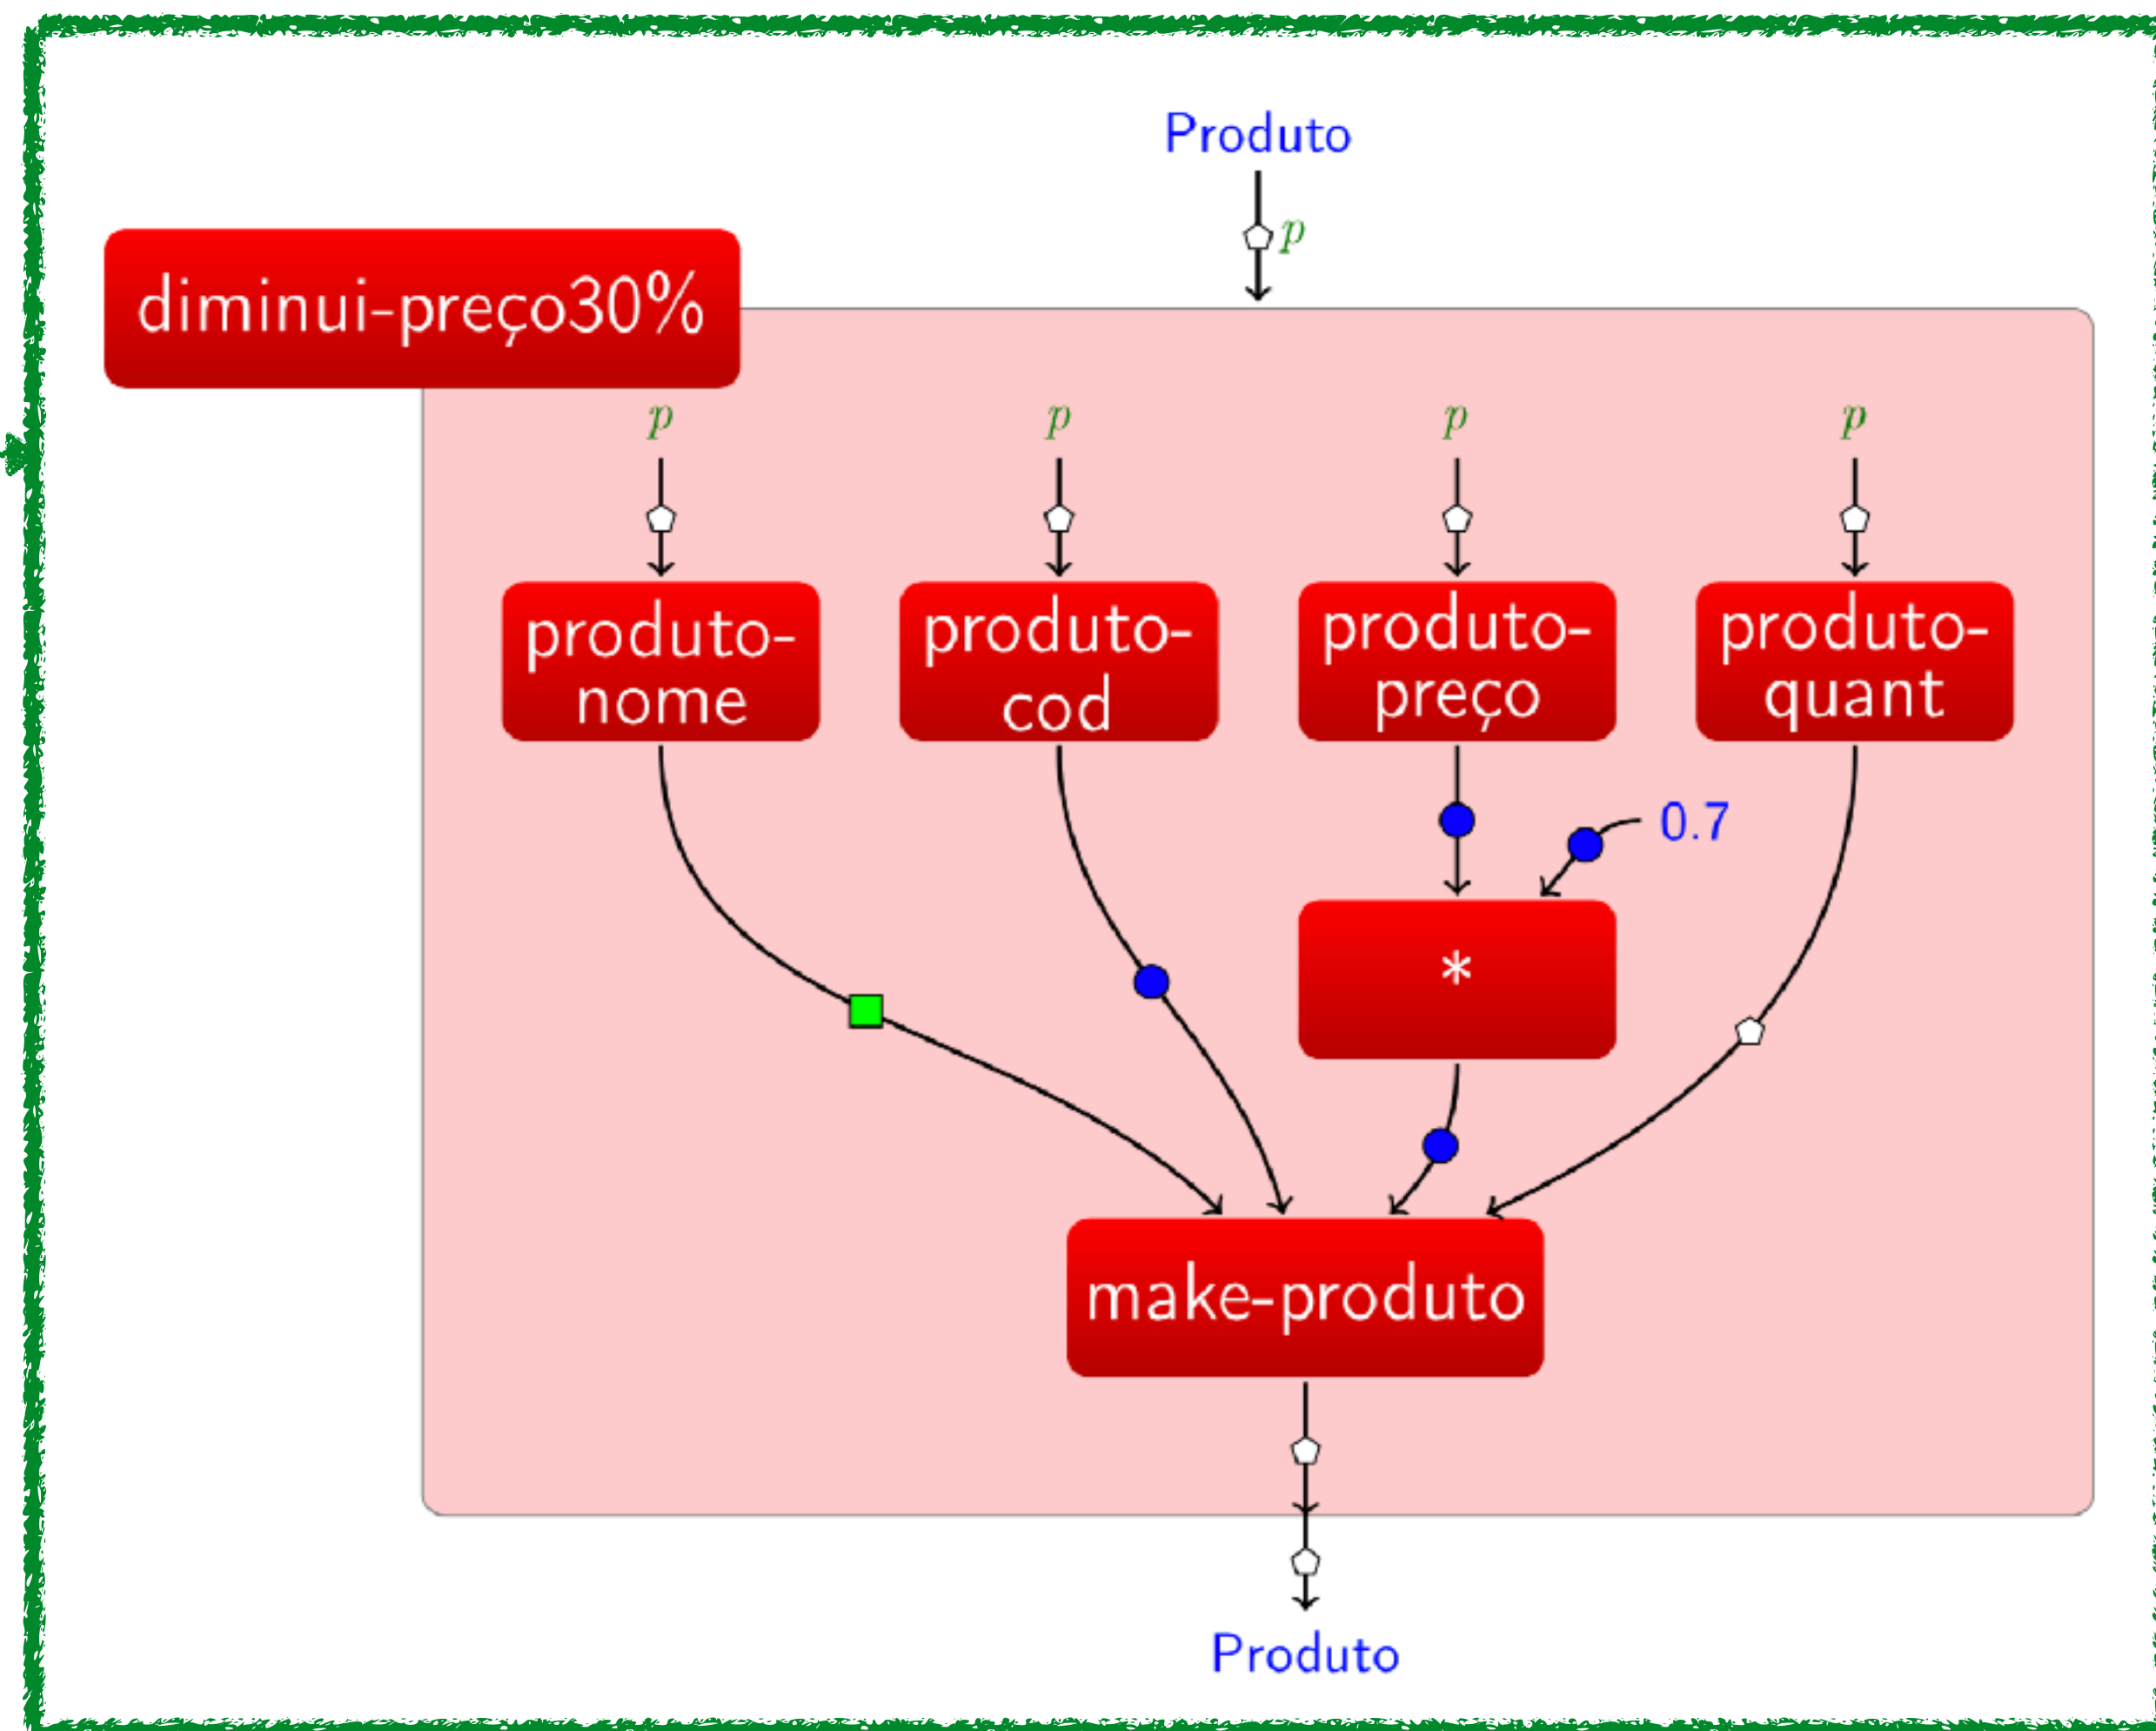 Produto
p
diminui-preço30%
p p p p
produto-
nome
produto-
cod
produto-
preço
produto-
quant
0.7
*
make-produto
Produto